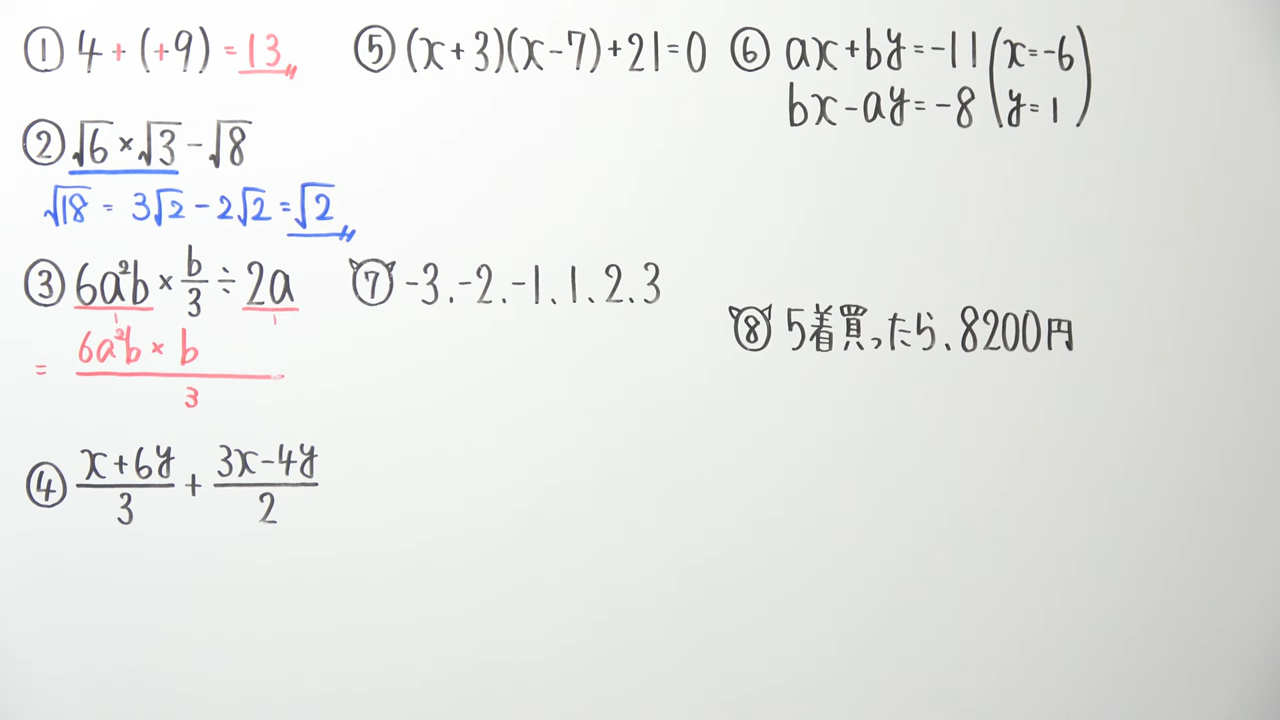 ① 4 + (+9) = 13
② √6 × √3 - √8
√18 = 3√2 - 2√2 = √2
③ 6a²b × b/3 ÷ 2a
1 1
= 6a²b × b / 3
④ x+6y/3 + 3x-4y/2
⑤ (x+3)(x-7)+21=0
⑥ ax+by=-11 (x=-6
bx-ay=-8 y=1)
⑦ -3.-2.-1.1.2.3
⑧ 5着買ったら、8200円